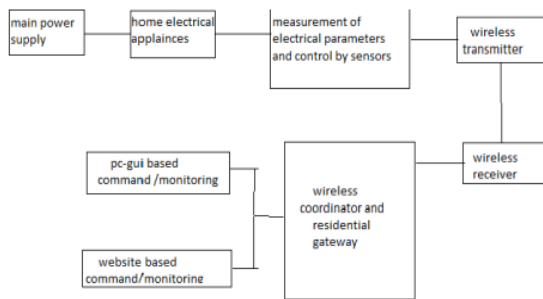 main power
supply
home electrical
applainces
measurement of
electrical parameters
and control by sensors
wireless
transmitter
pc-gui based
command /monitoring
wireless
coordinator and
residential
gateway
wireless
receiver
website based
command/monitoring